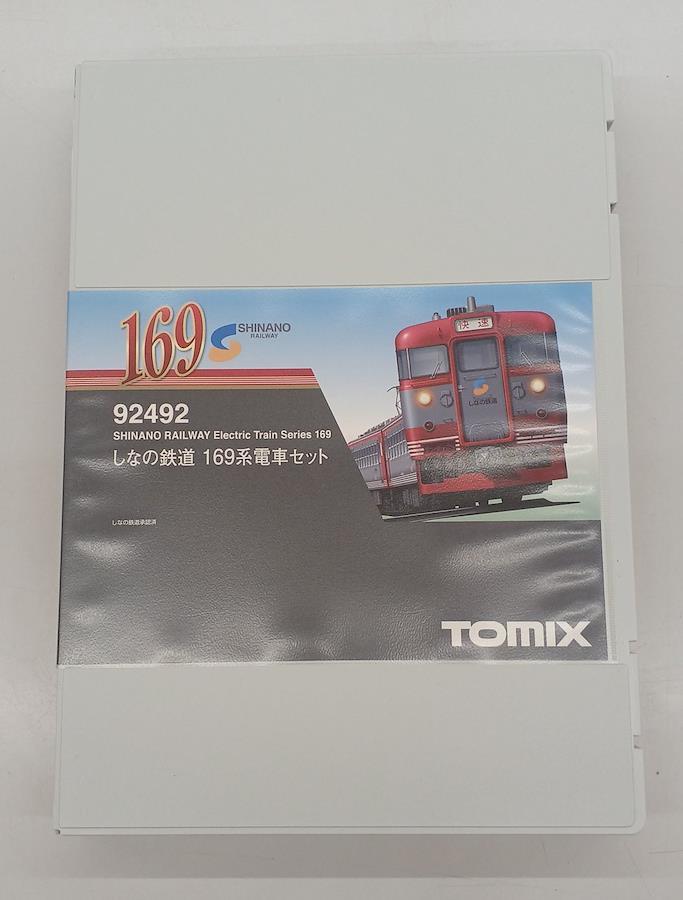 169
SHINANO
RAILWAY
92492
SHINANO RAILWAY Electric Train Series 169
しなの鉄道 169系電車セット
しなの鉄道承認済
快速
しなの鉄道
TOMIX